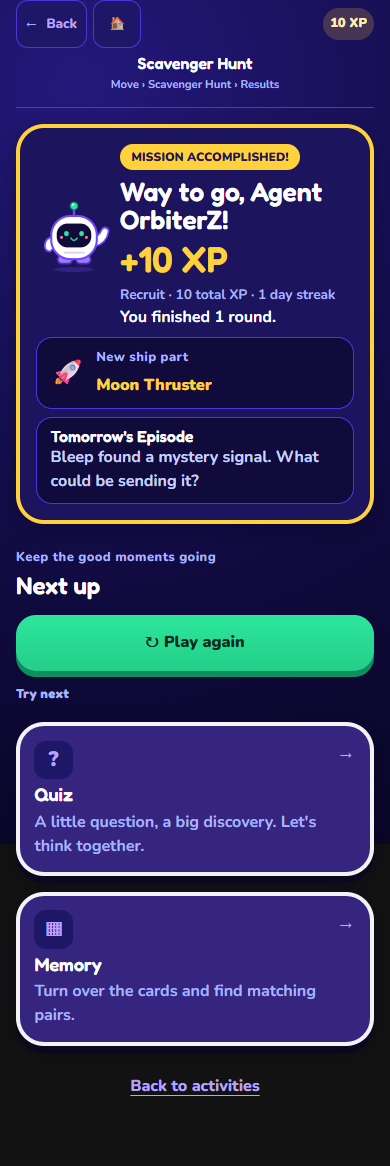 ← Back
10 XP
Scavenger Hunt
Move › Scavenger Hunt › Results
MISSION ACCOMPLISHED!
Way to go, Agent
OrbiterZ!
+10 XP
Recruit · 10 total XP · 1 day streak
You finished 1 round.
New ship part
Moon Thruster
Tomorrow's Episode
Bleep found a mystery signal. What
could be sending it?
Keep the good moments going
Next up
↻ Play again
Try next
?
→
Quiz
A little question, a big discovery. Let's
think together.
→
Memory
Turn over the cards and find matching
pairs.
Back to activities